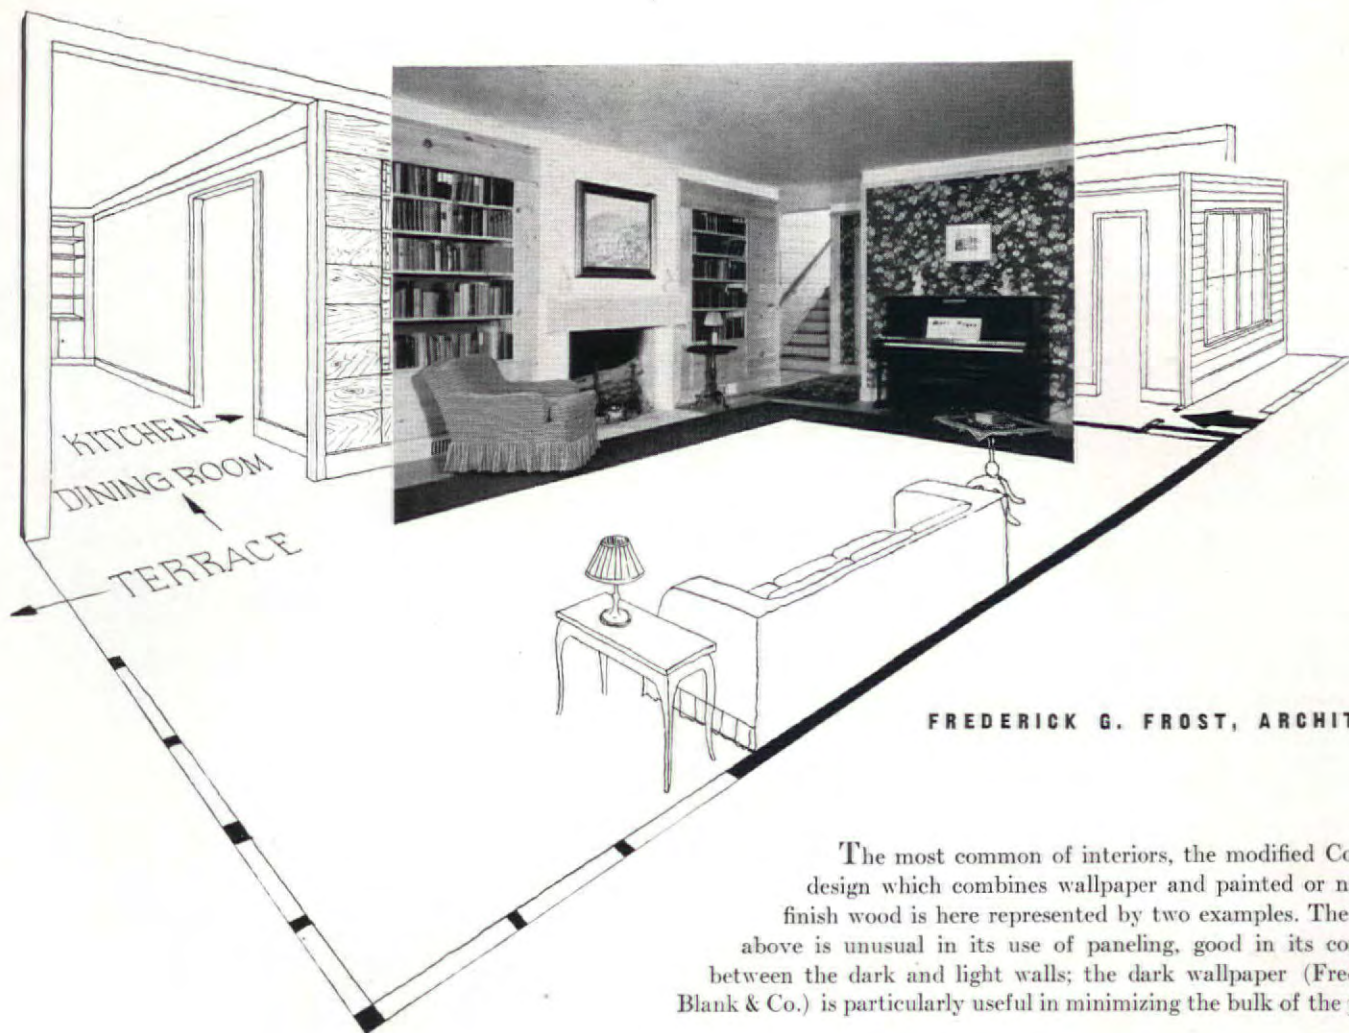 KITCHEN
DINING ROOM
TERRACE
FREDERICK G. FROST, ARCHIT
The most common of interiors, the modified Co
design which combines wallpaper and painted or n
finish wood is here represented by two examples. The
above is unusual in its use of paneling, good in its co
between the dark and light walls; the dark wallpaper (Fre
Blank & Co.) is particularly useful in minimizing the bulk of the